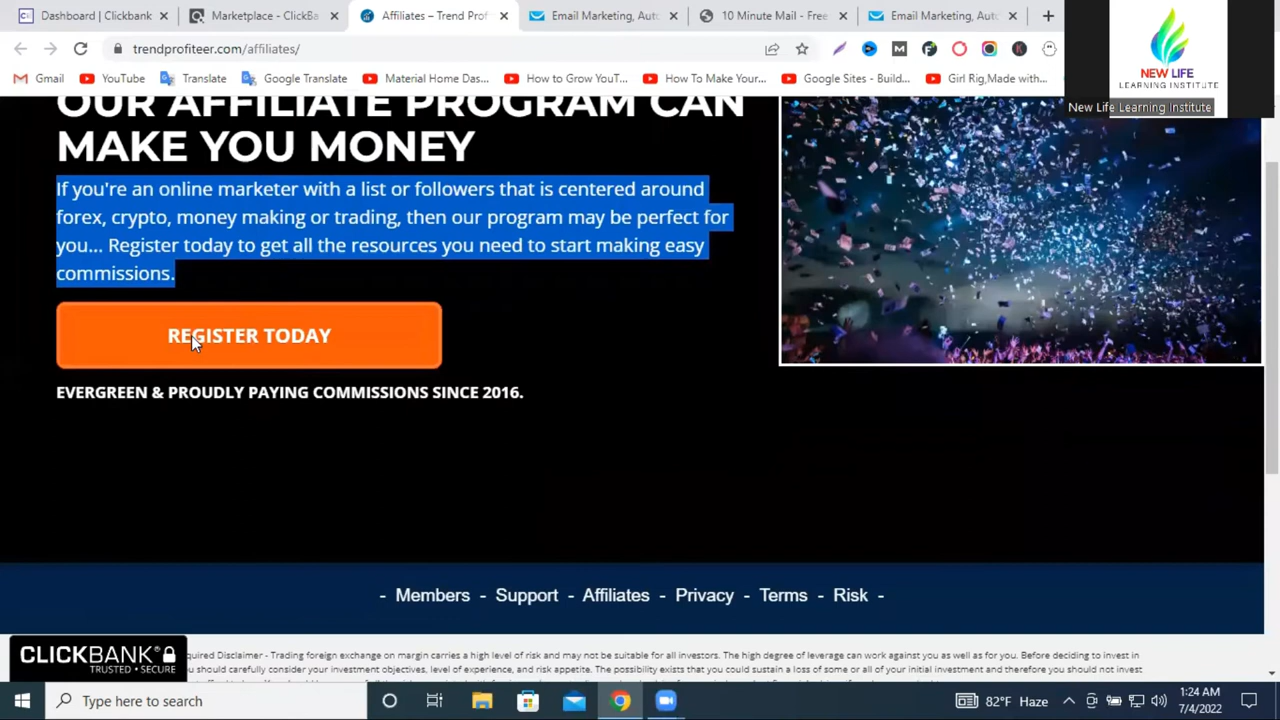 Dashboard | Clickbank
Marketplace - ClickBa
Affiliates – Trend Prof
Email Marketing, Auto
10 Minute Mail - Free
Email Marketing, Auto
trendprofiteer.com/affiliates/
Gmail
YouTube
Translate
Google Translate
Material Home Das...
How to Grow YouT...
How To Make Your...
Google Sites - Build...
Girl Rig,Made with...
NEW LIFE
LEARNING INSTITUTE
New Life Learning Institute
OUR AFFILIATE PROGRAM CAN
MAKE YOU MONEY
If you're an online marketer with a list or followers that is centered around
forex, crypto, money making or trading, then our program may be perfect for
you... Register today to get all the resources you need to start making easy
commissions.
REGISTER TODAY
EVERGREEN & PROUDLY PAYING COMMISSIONS SINCE 2016.
- Members - Support - Affiliates - Privacy - Terms - Risk -
CLICKBANK®
TRUSTED • SECURE
quired Disclaimer - Trading foreign exchange on margin carries a high level of risk and may not be suitable for all investors. The high degree of leverage can work against you as well as for you. Before deciding to invest in
you should carefully consider your investment objectives, level of experience, and risk appetite. The possibility exists that you could sustain a loss of some or all of your initial investment and therefore you should not invest
Type here to search
82°F Haze
1:24 AM
7/4/2022